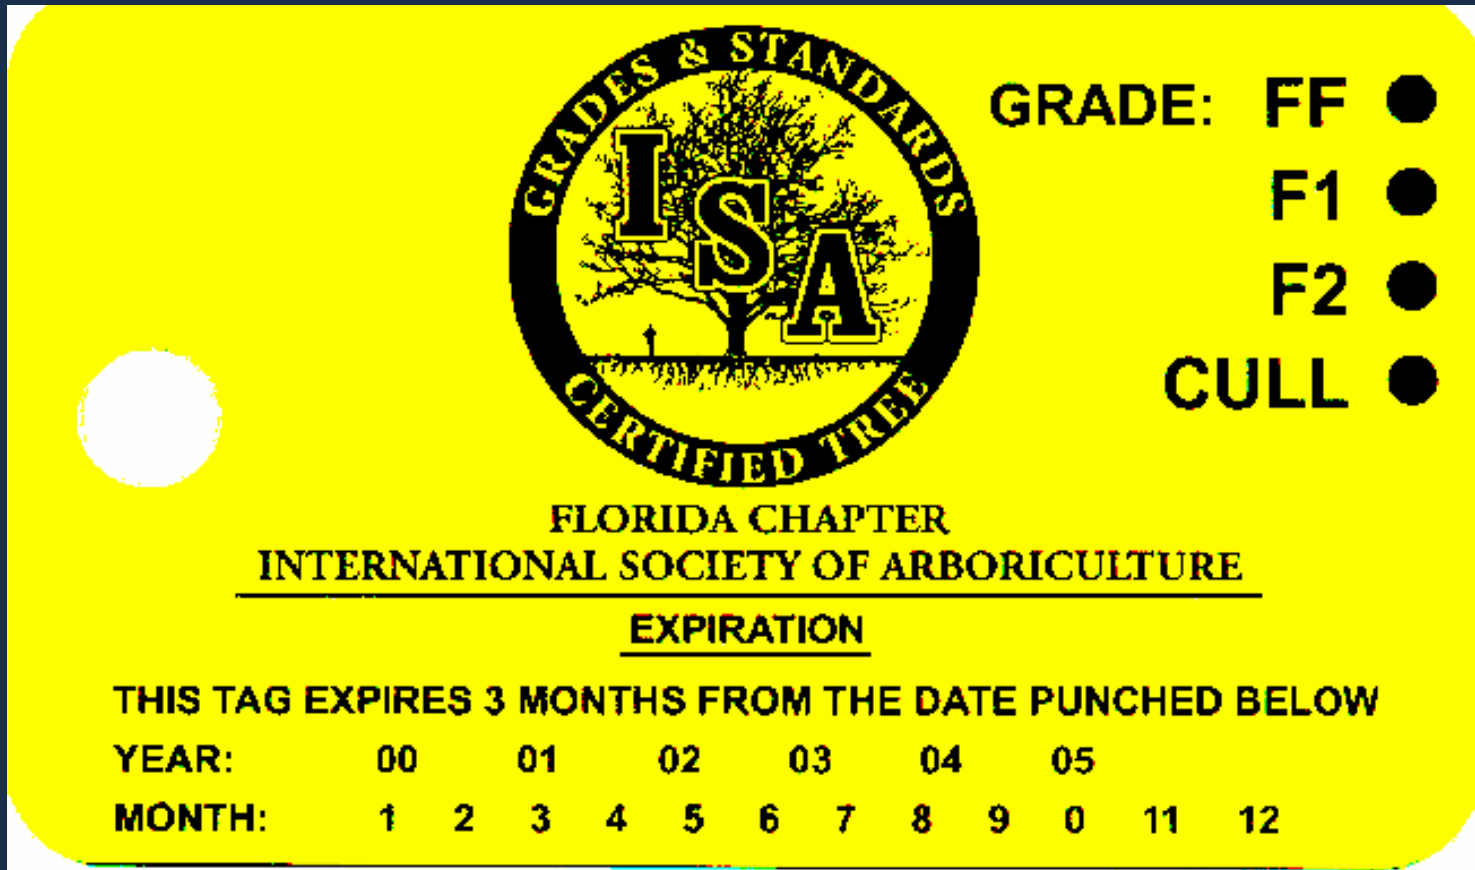 GRADES & STANDARDS
ISA
CERTIFIED TREE
GRADE: FF
F1
F2
CULL
FLORIDA CHAPTER
INTERNATIONAL SOCIETY OF ARBORICULTURE
EXPIRATION
THIS TAG EXPIRES 3 MONTHS FROM THE DATE PUNCHED BELOW
YEAR: 00 01 02 03 04 05
MONTH: 1 2 3 4 5 6 7 8 9 0 11 12